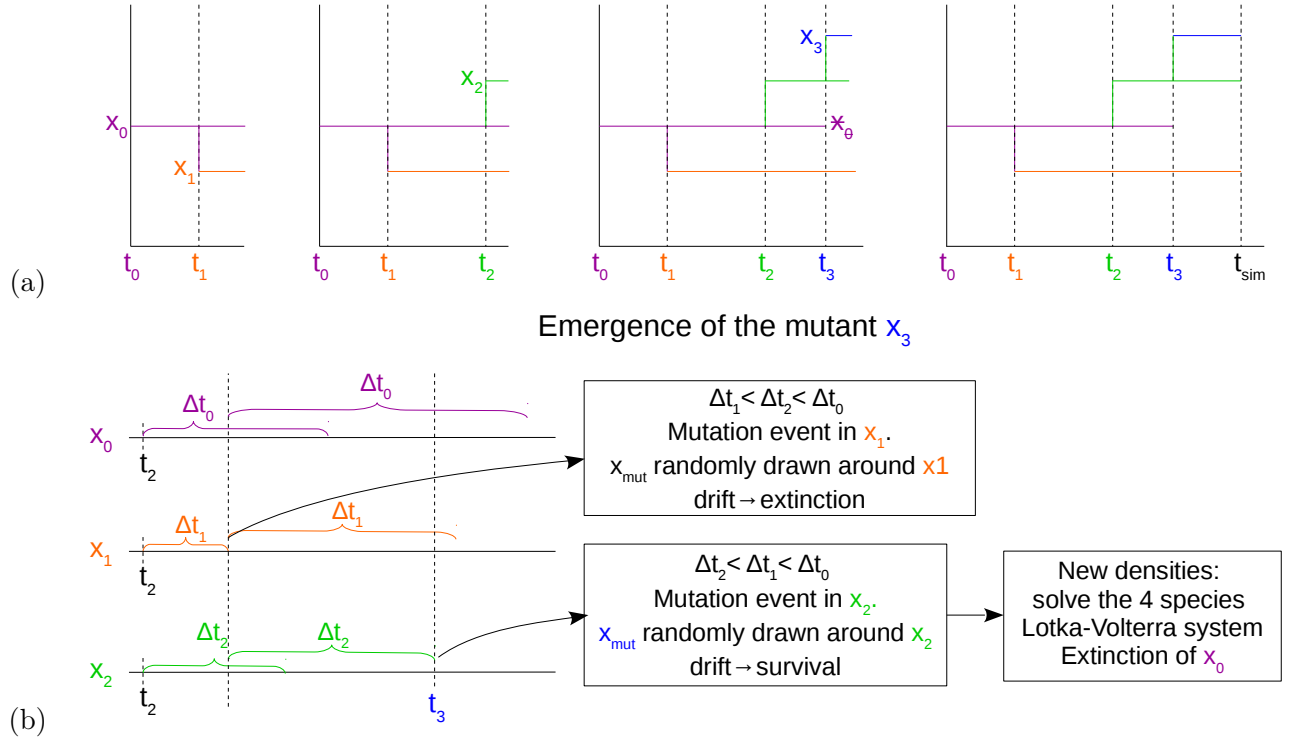 x₀
x₁
t₀ t₁
x₂
t₀ t₁ t₂
x₃
x₀
t₀ t₁ t₂ t₃
t₀ t₁ t₂ t₃ tsim
(a)
Emergence of the mutant x₃
x₀
Δt₀
Δt₀
t₂
x₁
Δt₁
Δt₁
t₂
x₂
Δt₂
Δt₂
t₂
t₃
Δt₁< Δt₂< Δt₀
Mutation event in x₁.
xmut randomly drawn around x1
drift→extinction
Δt₂< Δt₁< Δt₀
Mutation event in x₂.
xmut randomly drawn around x₂
drift→survival
New densities:
solve the 4 species
Lotka-Volterra system
Extinction of x₀
(b)